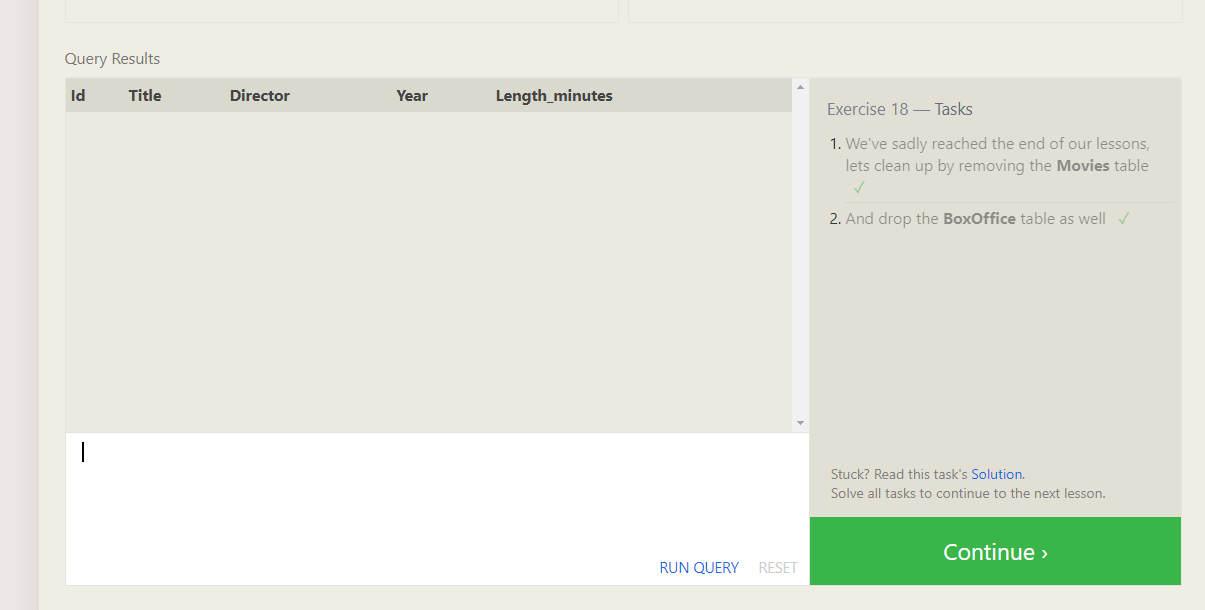 Query Results
Id Title Director Year Length_minutes
Exercise 18 — Tasks
1. We've sadly reached the end of our lessons,
lets clean up by removing the Movies table
✓
2. And drop the BoxOffice table as well ✓
Stuck? Read this task's Solution.
Solve all tasks to continue to the next lesson.
RUN QUERY RESET
Continue ›